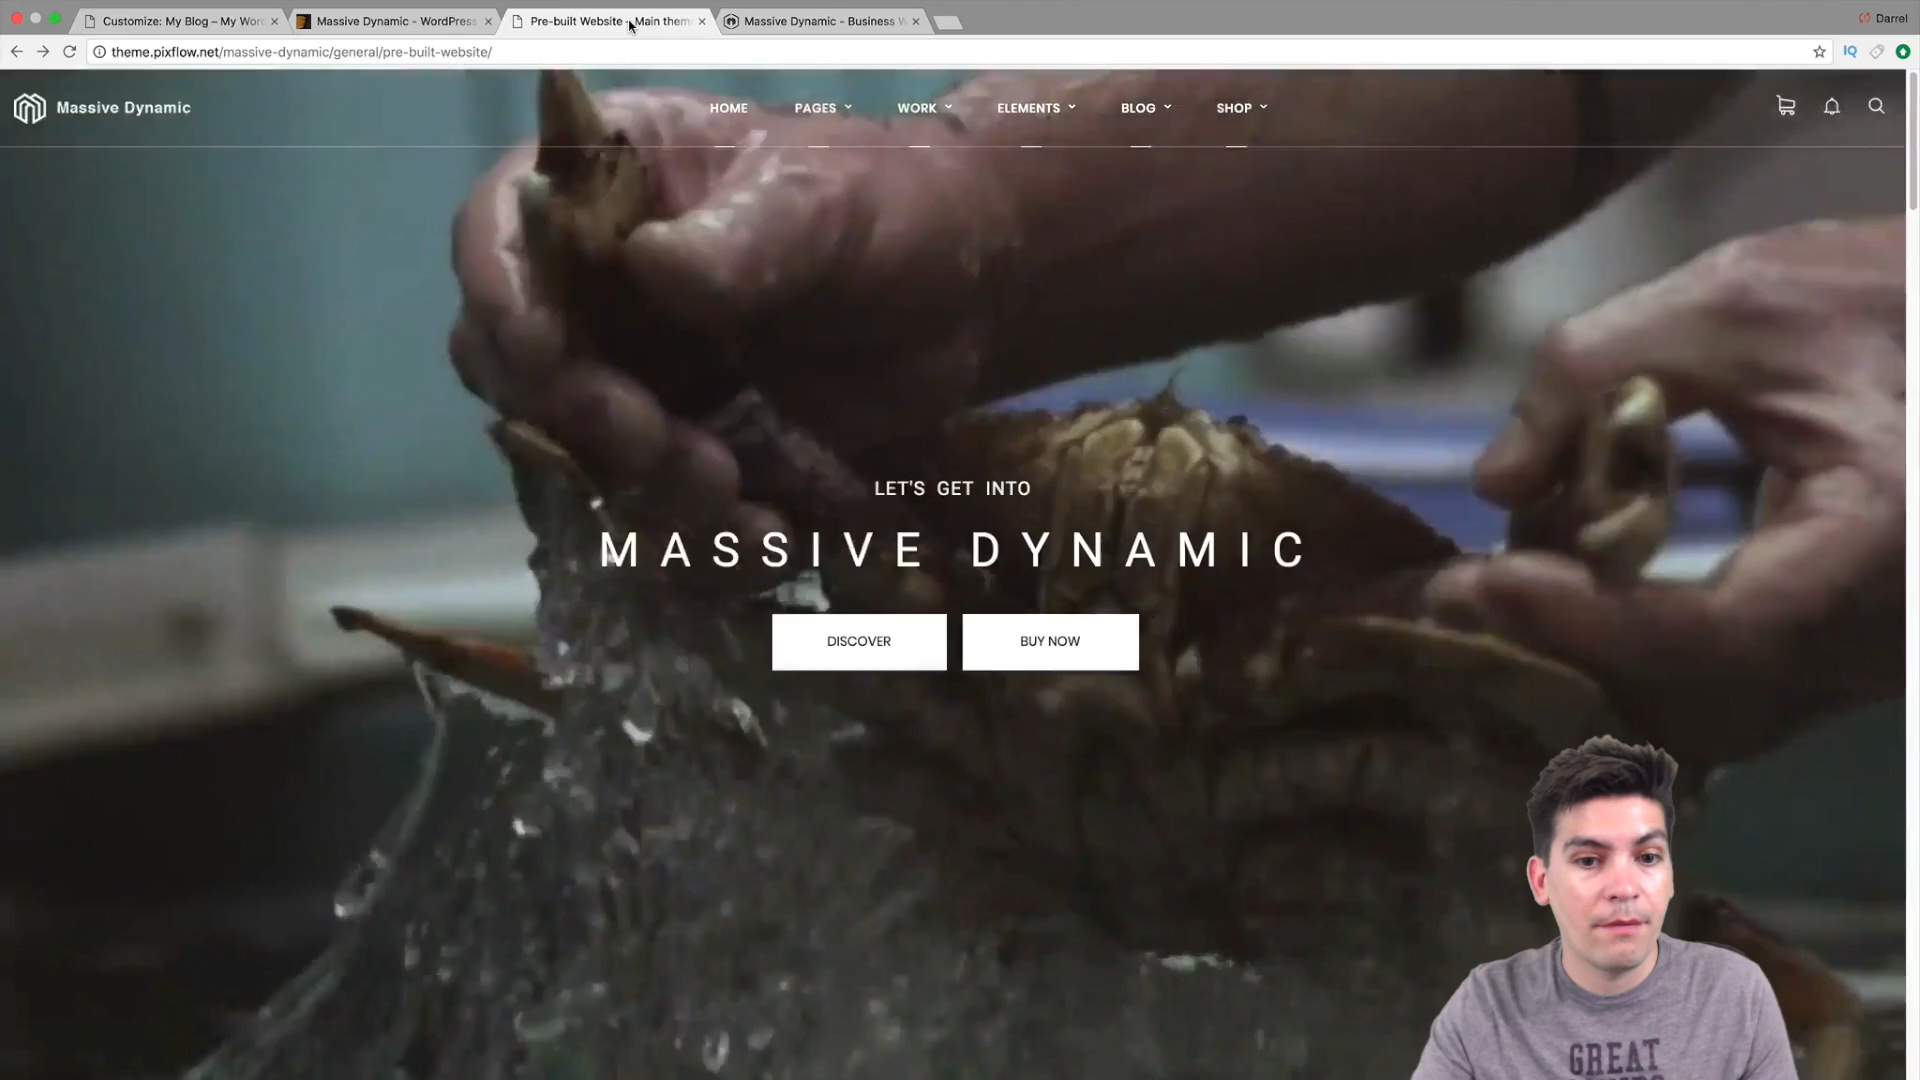 Customize: My Blog – My Wor
Massive Dynamic - WordPress
Pre-built Website - Main them
Massive Dynamic - Business W
Darrel
theme.pixflow.net/massive-dynamic/general/pre-built-website/
IQ
Massive Dynamic
HOME
PAGES
WORK
ELEMENTS
BLOG
SHOP
LET'S GET INTO
MASSIVE DYNAMIC
DISCOVER
BUY NOW
GREAT